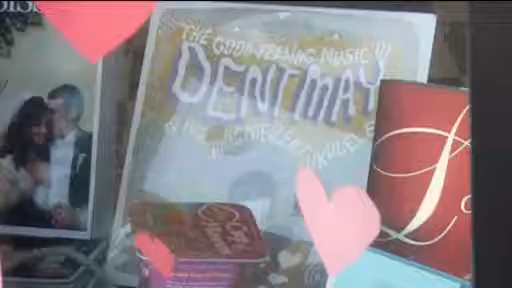 THE GOOD FEELING MUSIC OF
DENT MAY
& HIS MAGNIFICENT
UKULELE
L